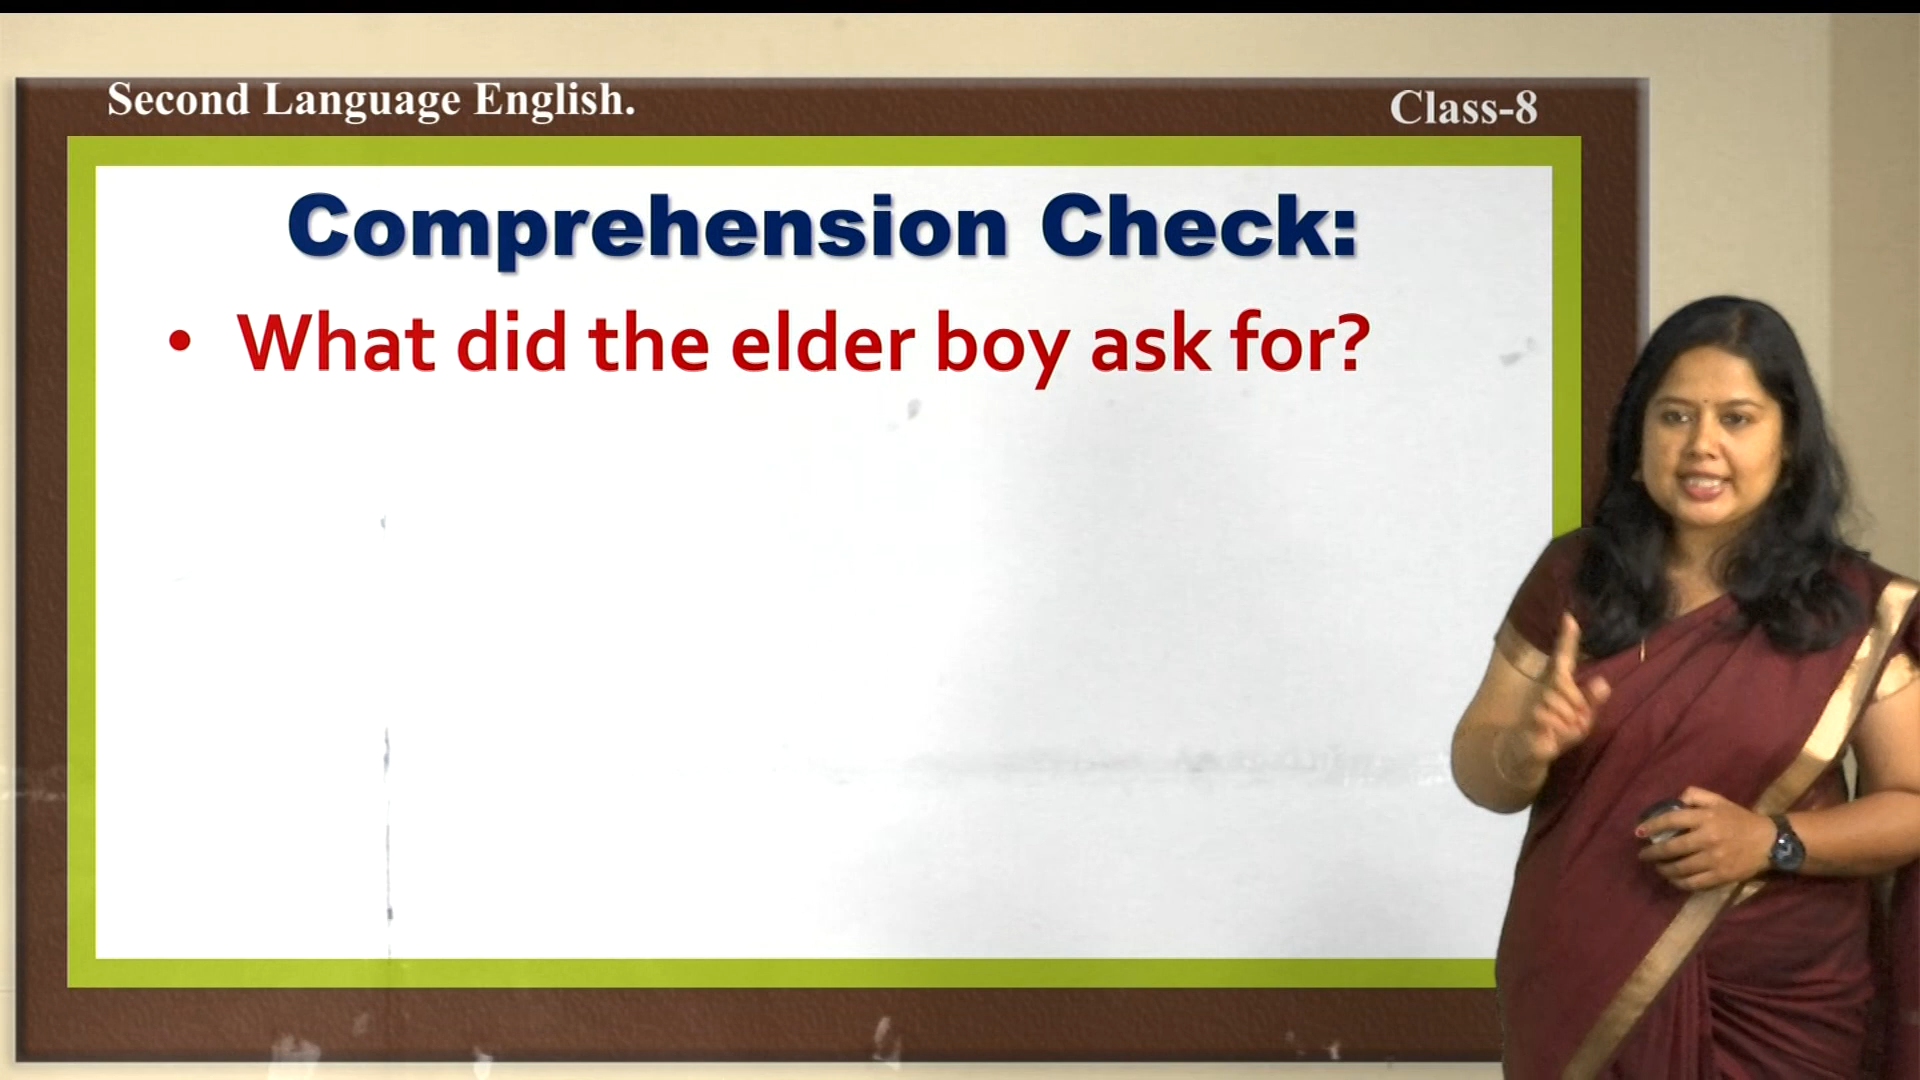 Second Language English.
Class-8
Comprehension Check:
• What did the elder boy ask for?